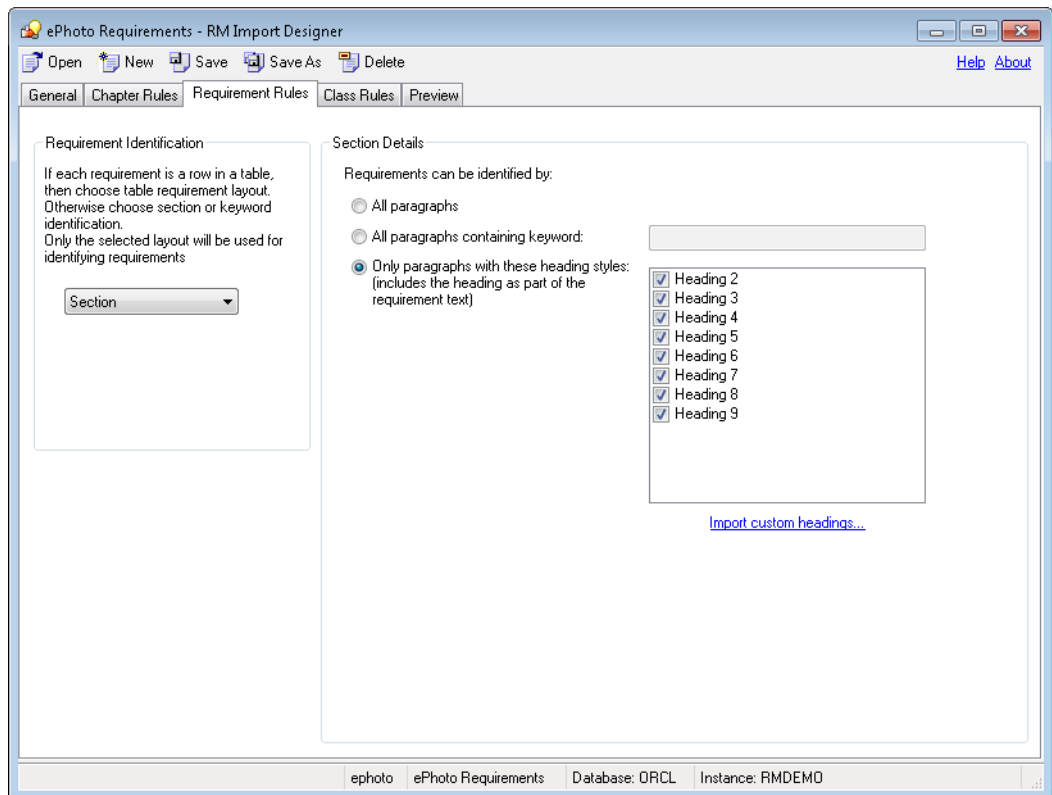 ePhoto Requirements - RM Import Designer
Open New Save Save As Delete Help About
General Chapter Rules Requirement Rules Class Rules Preview
Requirement Identification
If each requirement is a row in a table,
then choose table requirement layout.
Otherwise choose section or keyword
identification.
Only the selected layout will be used for
identifying requirements
Section
Section Details
Requirements can be identified by:
All paragraphs
All paragraphs containing keyword:
Only paragraphs with these heading styles:
(includes the heading as part of the
requirement text)
Heading 2
Heading 3
Heading 4
Heading 5
Heading 6
Heading 7
Heading 8
Heading 9
Import custom headings...
ephoto ePhoto Requirements Database: ORCL Instance: RMDEMO